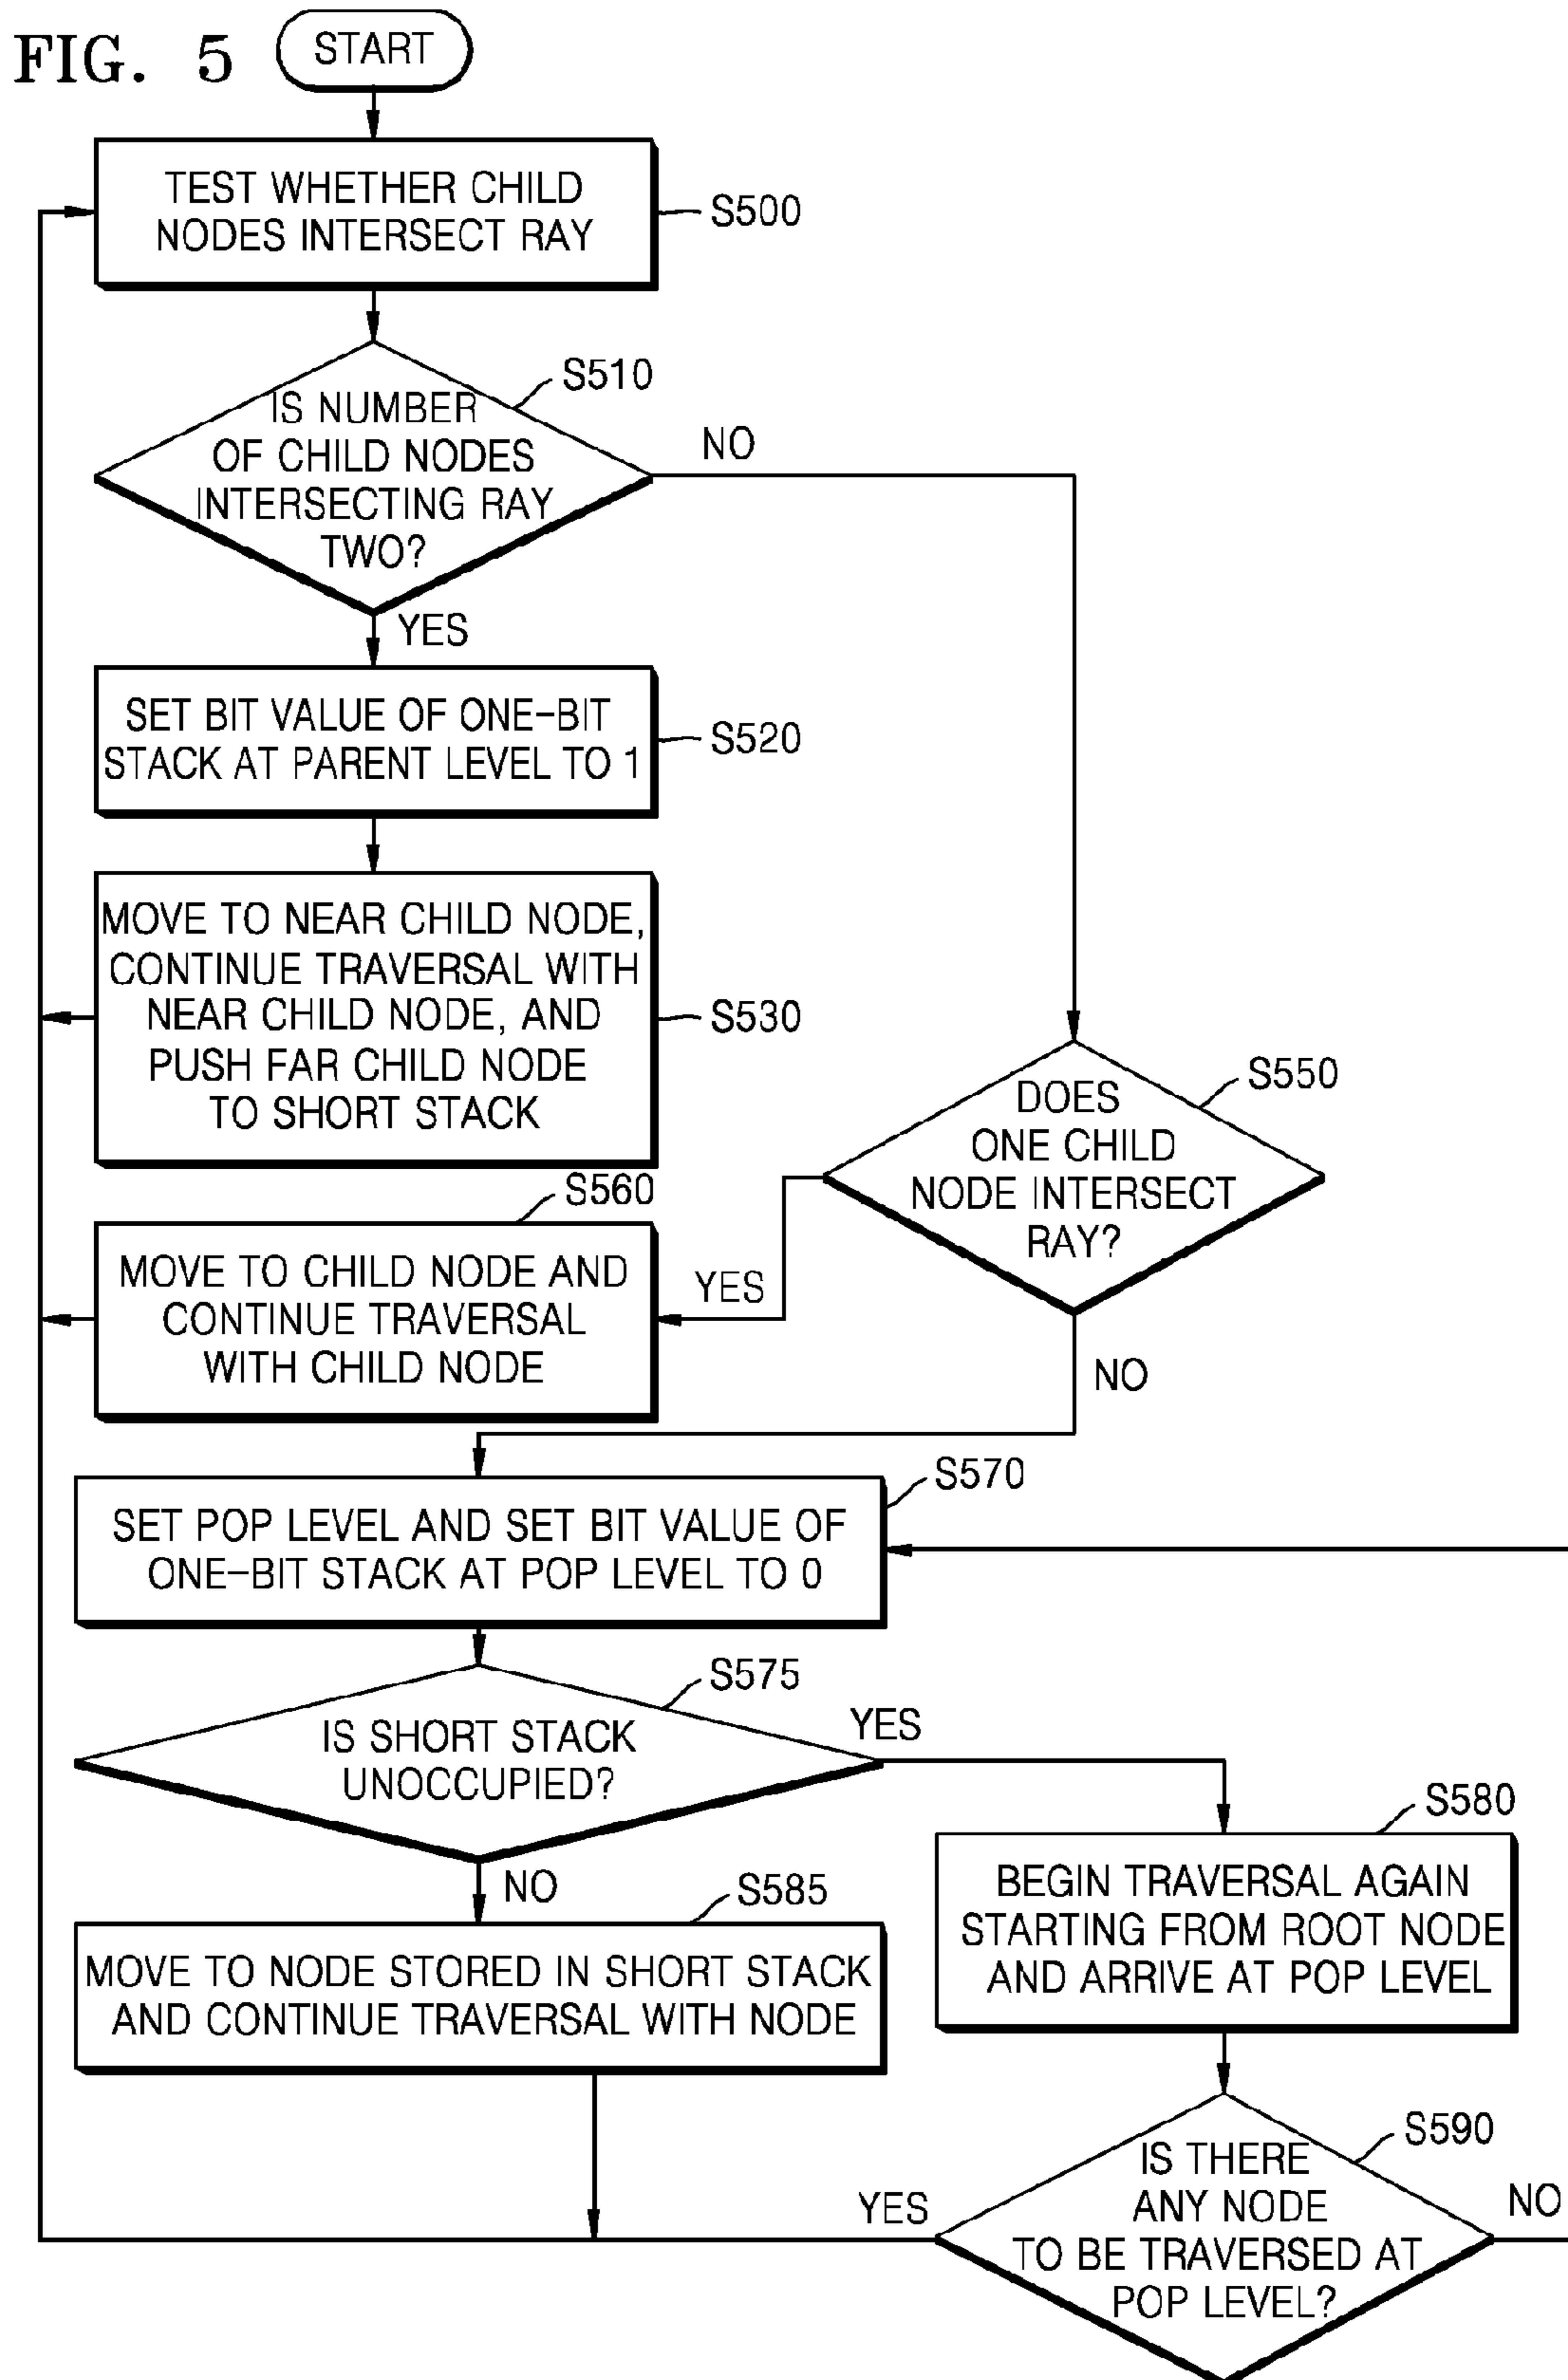 FIG. 5
START
TEST WHETHER CHILD
NODES INTERSECT RAY
S500
S510
IS NUMBER
OF CHILD NODES
INTERSECTING RAY
TWO?
NO
YES
SET BIT VALUE OF ONE-BIT
STACK AT PARENT LEVEL TO 1
S520
MOVE TO NEAR CHILD NODE,
CONTINUE TRAVERSAL WITH
NEAR CHILD NODE, AND
PUSH FAR CHILD NODE
TO SHORT STACK
S530
S550
DOES
ONE CHILD
NODE INTERSECT
RAY?
S560
MOVE TO CHILD NODE AND
CONTINUE TRAVERSAL
WITH CHILD NODE
YES
NO
S570
SET POP LEVEL AND SET BIT VALUE OF
ONE-BIT STACK AT POP LEVEL TO 0
S575
IS SHORT STACK
UNOCCUPIED?
YES
NO
S580
BEGIN TRAVERSAL AGAIN
STARTING FROM ROOT NODE
AND ARRIVE AT POP LEVEL
S585
MOVE TO NODE STORED IN SHORT STACK
AND CONTINUE TRAVERSAL WITH NODE
S590
IS THERE
ANY NODE
TO BE TRAVERSED AT
POP LEVEL?
YES
NO